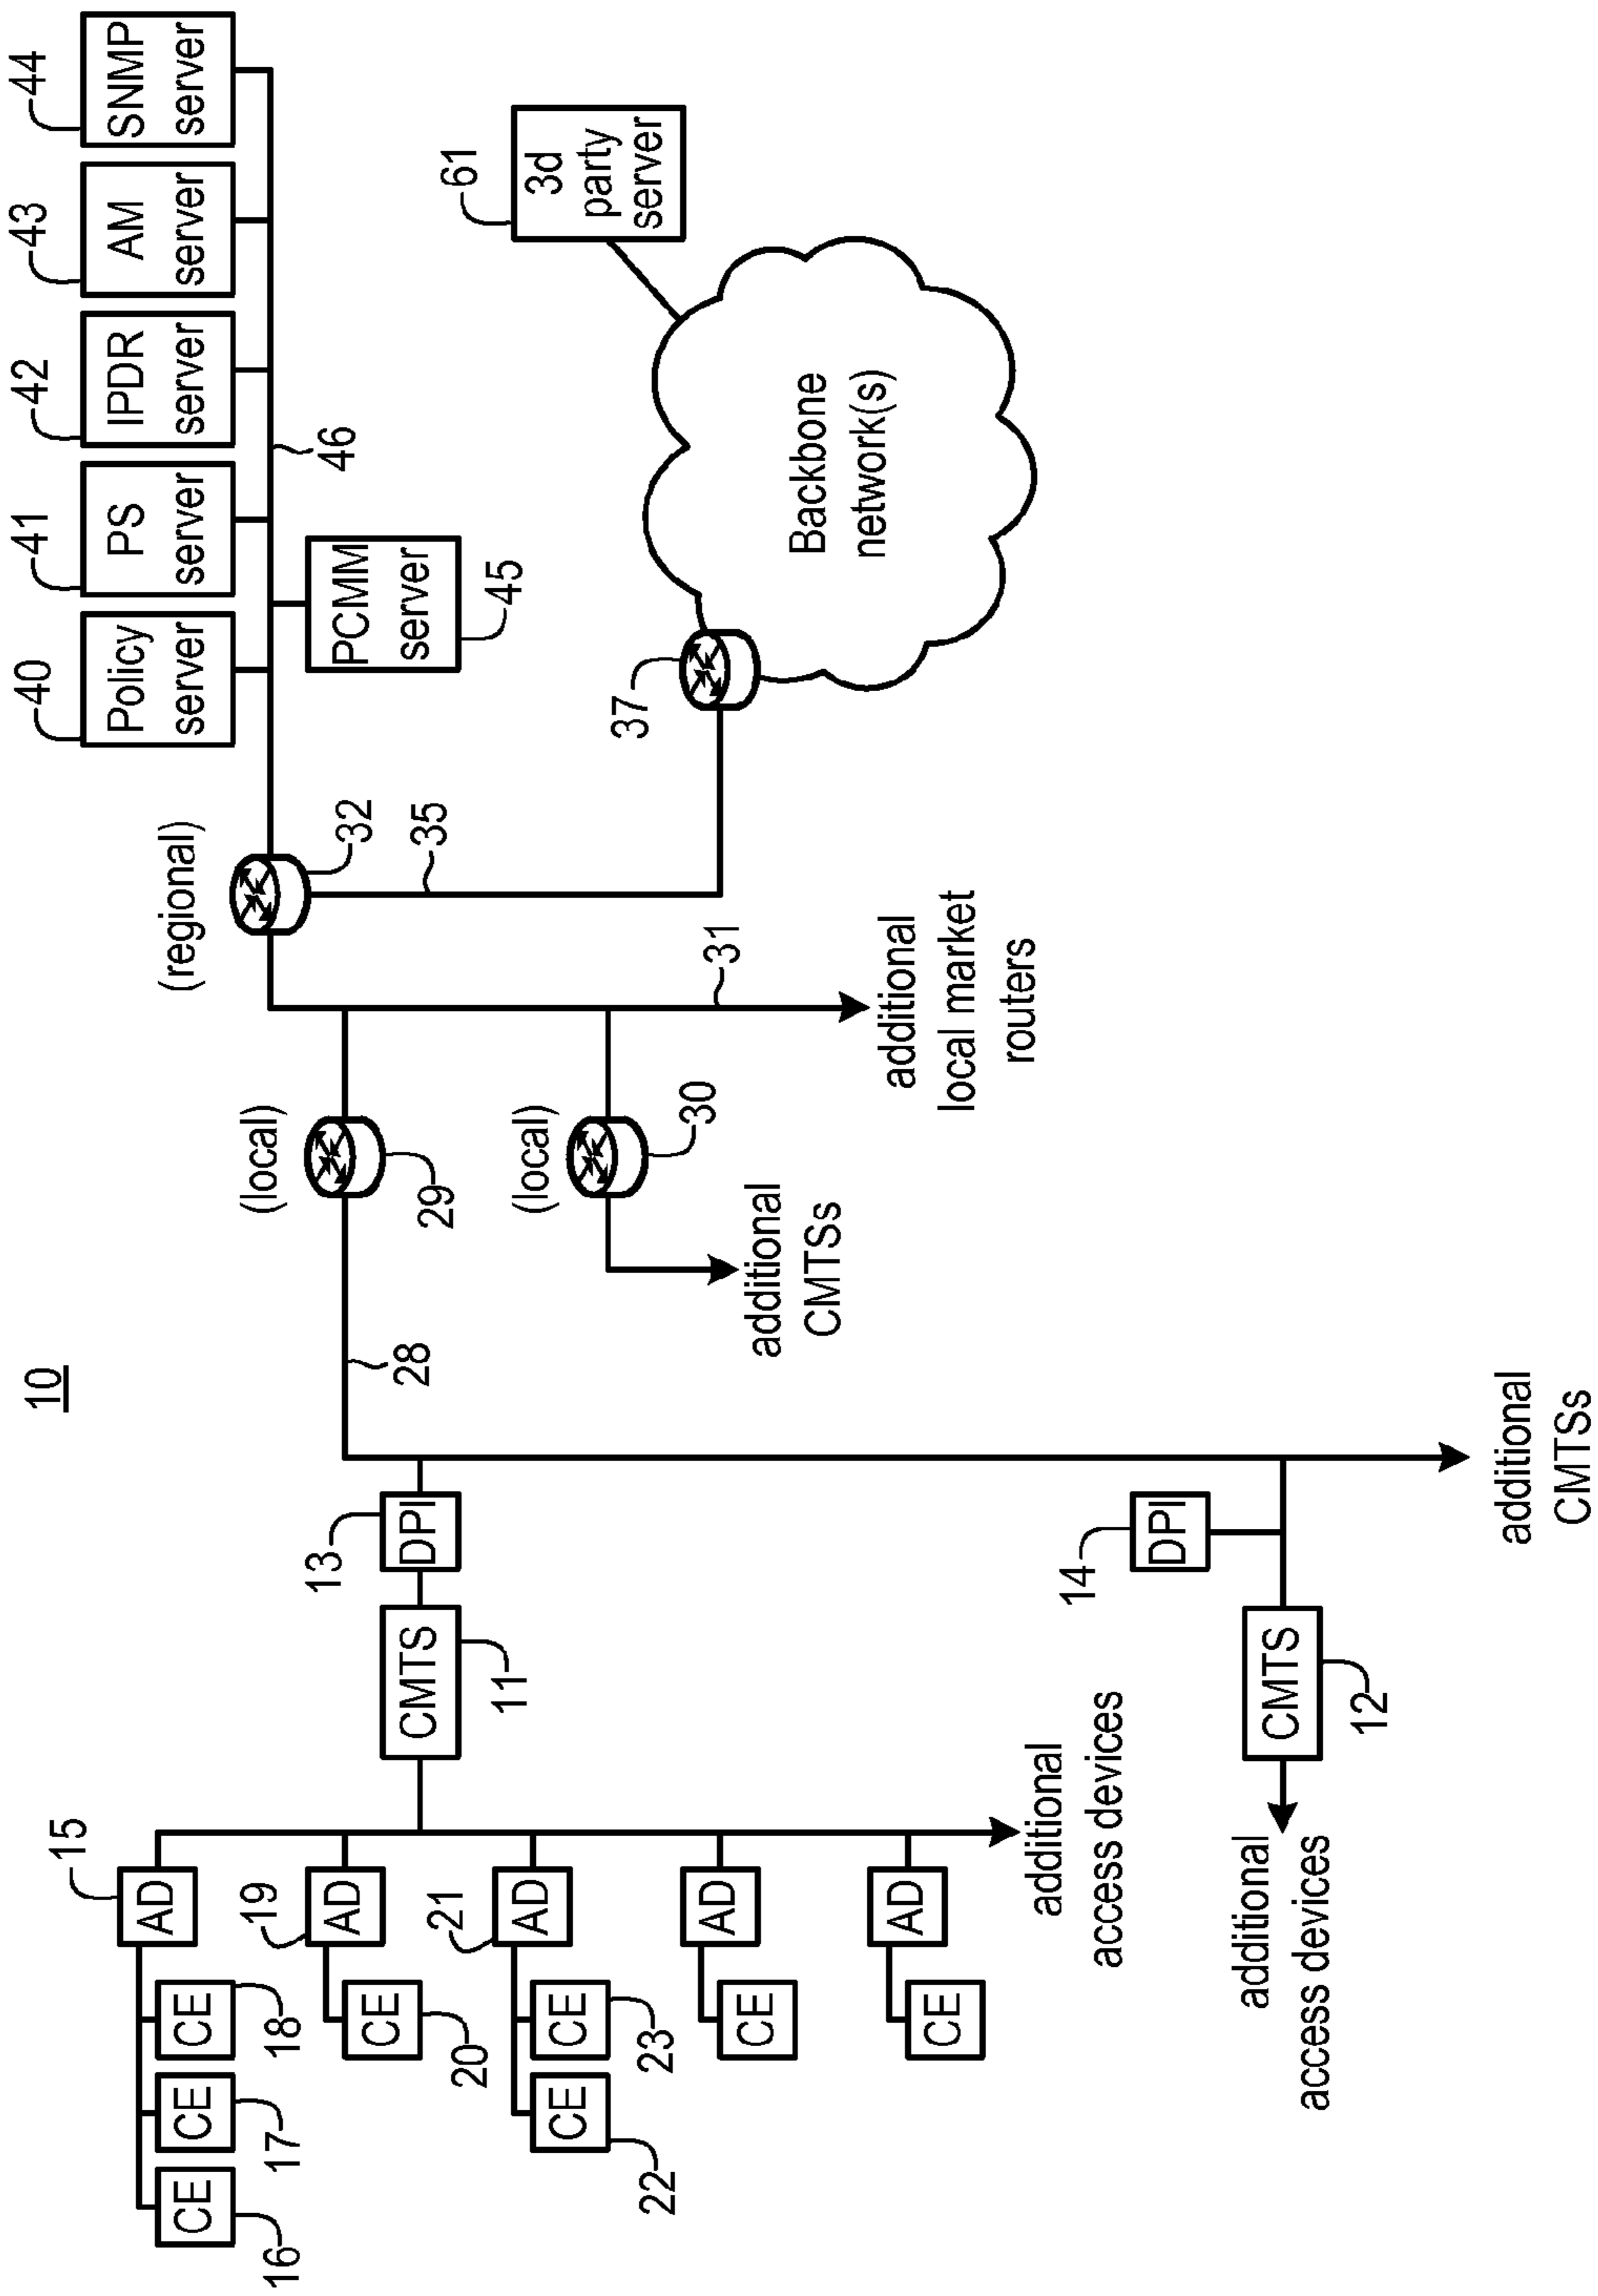 10
15
AD
CE
CE
CE
16
17
18
19
AD
CE
20
21
AD
CE
CE
22
23
AD
CE
AD
CE
additional
access devices
CMTS
11
13
DPI
14
DPI
CMTS
12
additional
access devices
additional
CMTSs
28
(local)
29
(local)
30
additional
CMTSs
31
additional
local market
routers
(regional)
32
35
37
40
Policy
server
41
PS
server
42
IPDR
server
43
AM
server
44
SNMP
server
46
PCMM
server
45
Backbone
network(s)
61
3d
party
server